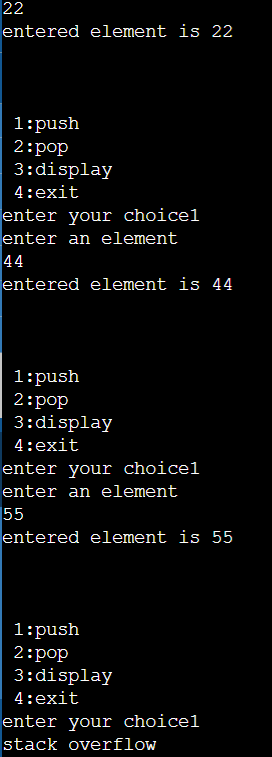 22
entered element is 22
1:push
2:pop
3:display
4:exit
enter your choice1
enter an element
44
entered element is 44
1:push
2:pop
3:display
4:exit
enter your choice1
enter an element
55
entered element is 55
1:push
2:pop
3:display
4:exit
enter your choice1
stack overflow